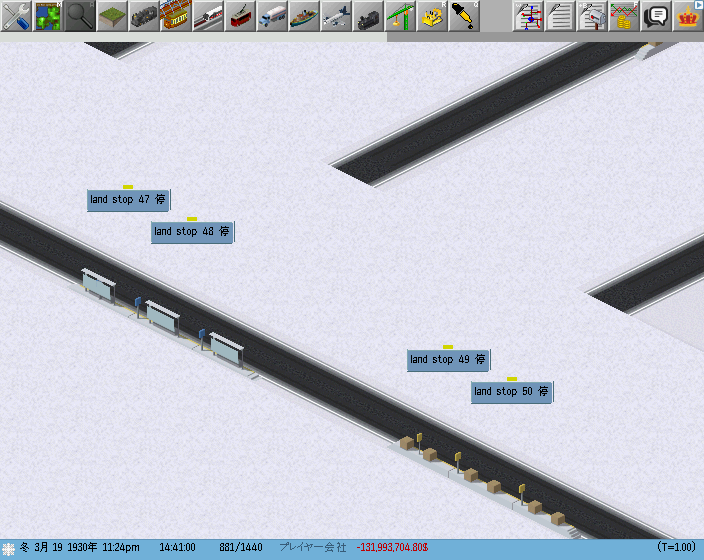 land stop 47 停
land stop 48 停
land stop 49 停
land stop 50 停
冬 3月 19 1930年 11:24pm 14:41:00 881/1440 プレイヤー会社 -131,993,704.80$ (T=1.00)